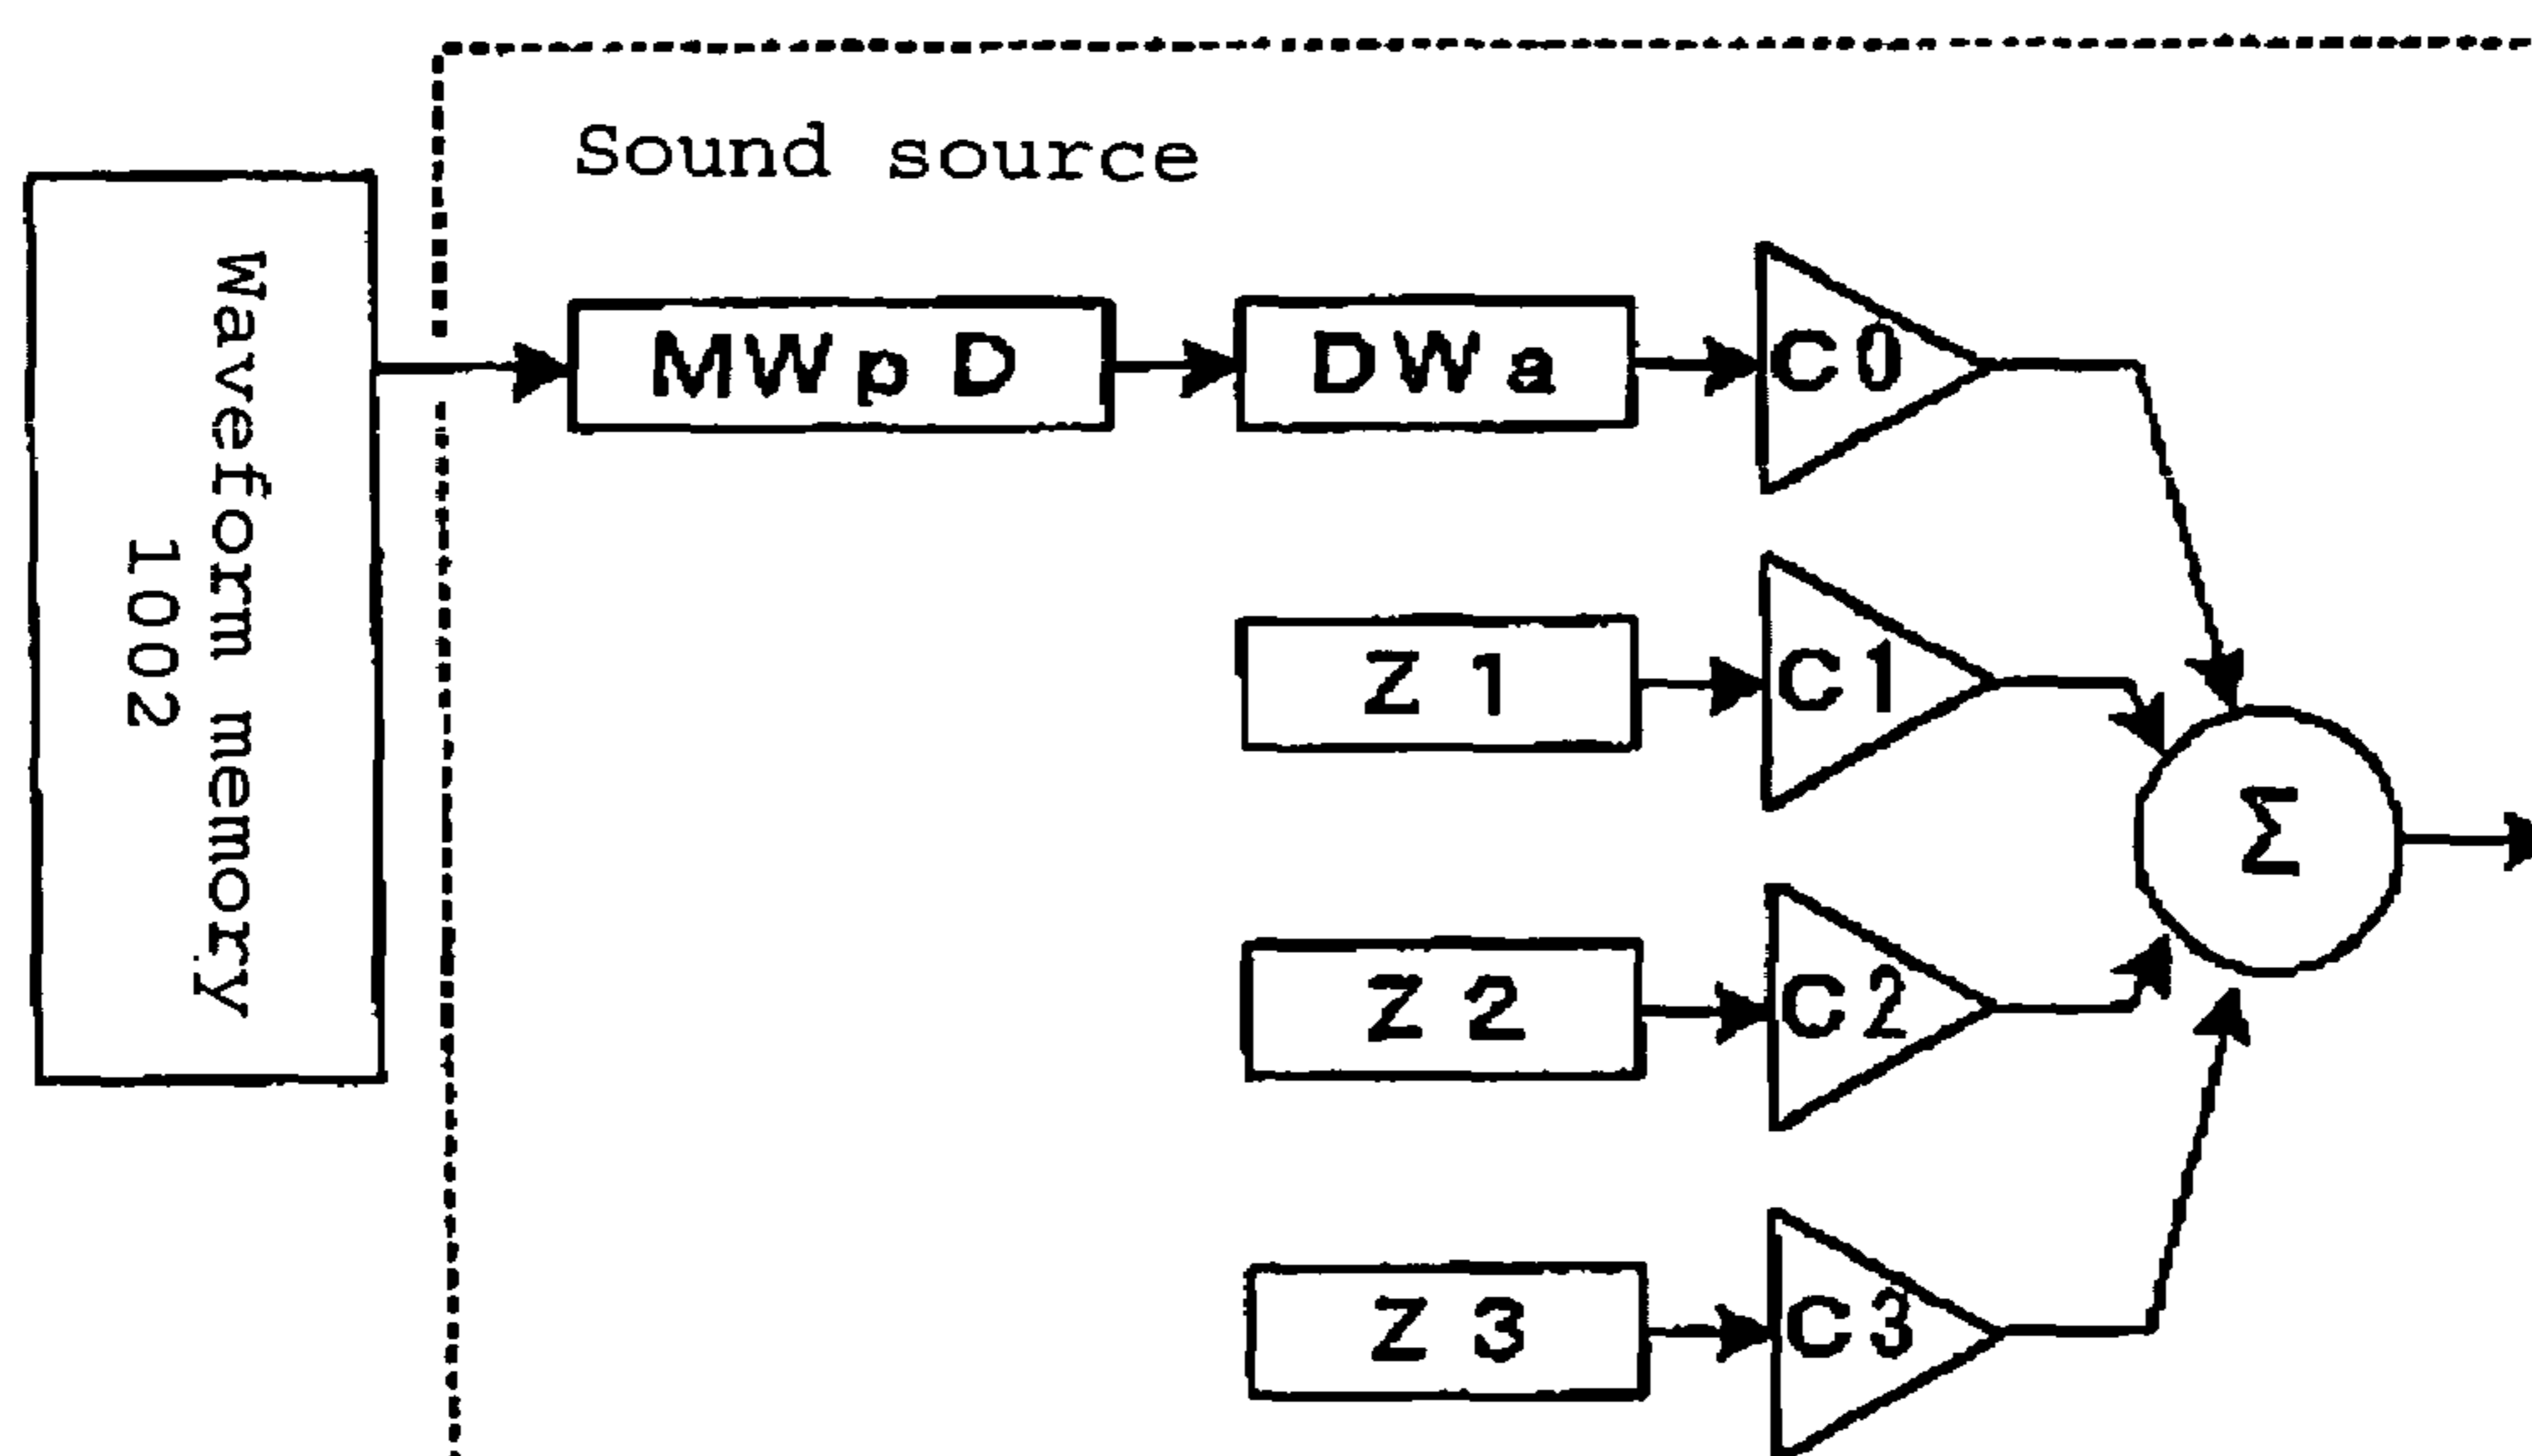 Sound source
Waveform memory
1002
MWpD
DWa
C0
Z1
C1
Σ
Z2
C2
Z3
C3